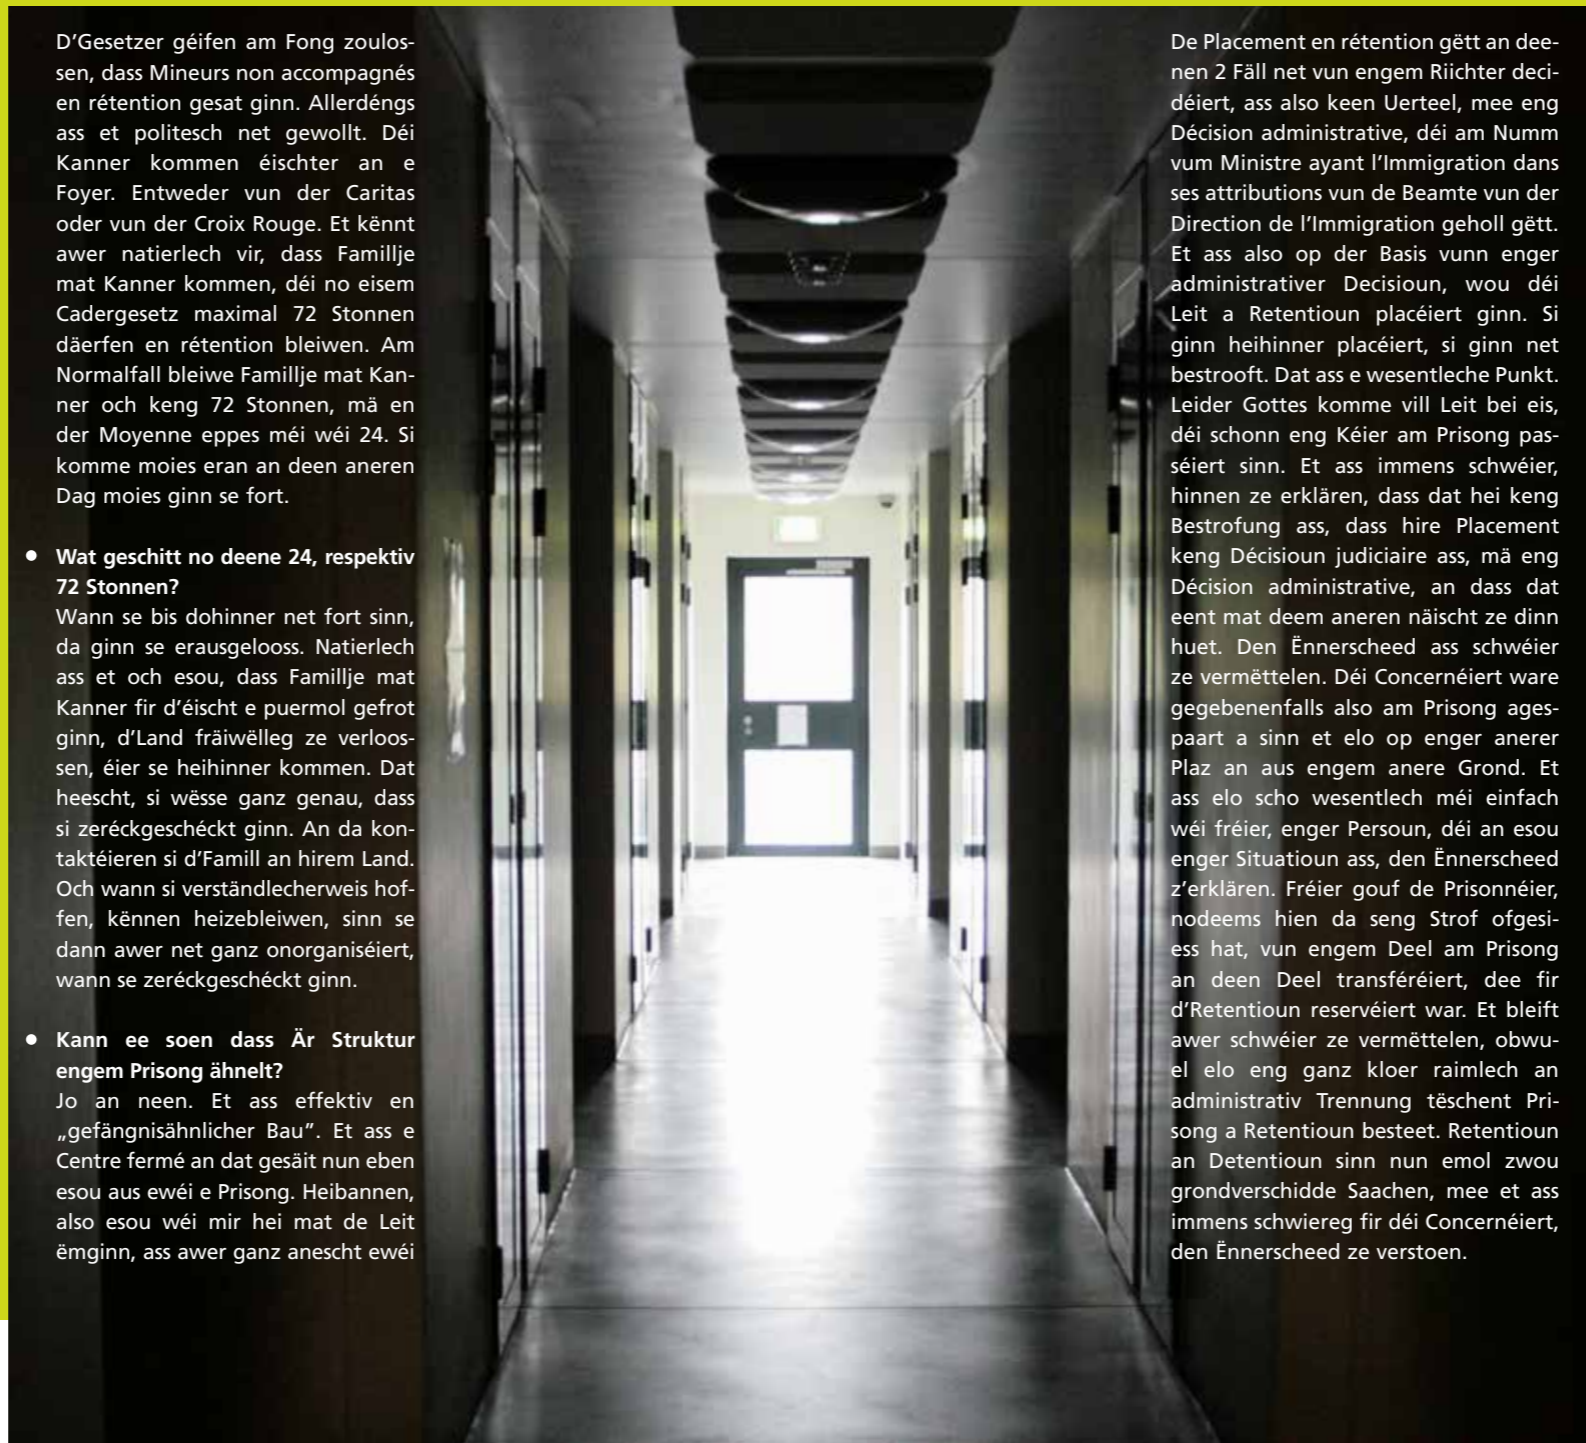 D’Gesetzer géifen am Fong zoulos-
sen, dass Mineurs non accompagnés
en rétention gesat ginn. Allerdéngs
ass et politesch net gewollt. Déi
Kanner kommen éischter an e
Foyer. Entweder vun der Caritas
oder vun der Croix Rouge. Et kënnt
awer natierlech vir, dass Famillje
mat Kanner kommen, déi no eisem
Cadergesetz maximal 72 Stonnen
däerfen en rétention bleiwen. Am
Normalfall bleiwe Famillje mat Kan-
ner och keng 72 Stonnen, mä en
der Moyenne eppes méi wéi 24. Si
komme moies eran an deen aneren
Dag moies ginn se fort.
• Wat geschitt no deene 24, respektiv
72 Stonnen?
Wann se bis dohinner net fort sinn,
da ginn se erausgelooss. Natierlech
ass et och esou, dass Famillje mat
Kanner fir d’éischt e puermol gefrot
ginn, d’Land fräiwëlleg ze verloos-
sen, éier se heihinner kommen. Dat
heescht, si wësse ganz genau, dass
si zeréckgeschéckt ginn. An da kon-
taktéieren si d’Famill an hirem Land.
Och wann si verständlecherweis hof-
fen, kënnen heizebleiwen, sinn se
dann awer net ganz onorganiséiert,
wann se zeréckgeschéckt ginn.
• Kann ee soen dass Är Struktur
engem Prisong ähnelt?
Jo an neen. Et ass effektiv en
„gefängnisähnlicher Bau”. Et ass e
Centre fermé an dat gesäit nun eben
esou aus ewéi e Prisong. Heibannen,
also esou wéi mir hei mat de Leit
ëmginn, ass awer ganz anescht ewéi
De Placement en rétention gëtt an dee-
nen 2 Fäll net vun engem Riichter deci-
déiert, ass also keen Uerteel, mee eng
Décision administrative, déi am Numm
vum Ministre ayant l’Immigration dans
ses attributions vun de Beamte vun der
Direction de l’Immigration geholl gëtt.
Et ass also op der Basis vunn enger
administrativer Decisioun, wou déi
Leit a Retentioun placéiert ginn. Si
ginn heihinner placéiert, si ginn net
bestrooft. Dat ass e wesentleche Punkt.
Leider Gottes komme vill Leit bei eis,
déi schonn eng Kéier am Prisong pas-
séiert sinn. Et ass immens schwéier,
hinnen ze erklären, dass dat hei keng
Bestrofung ass, dass hire Placement
keng Décisioun judiciaire ass, mä eng
Décision administrative, an dass dat
eent mat deem aneren näischt ze dinn
huet. Den Ënnerscheed ass schwéier
ze vermëttelen. Déi Concernéiert ware
gegebenenfalls also am Prisong ages-
paart a sinn et elo op enger anerer
Plaz an aus engem anere Grond. Et
ass elo scho wesentlech méi einfach
wéi fréier, enger Persoun, déi an esou
enger Situatioun ass, den Ënnerscheed
z’erklären. Fréier gouf de Prisonnéier,
nodeems hien da seng Strof ofgesi-
ess hat, vun engem Deel am Prisong
an deen Deel transféréiert, dee fir
d’Retentioun reservéiert war. Et bleift
awer schwéier ze vermëttelen, obwu-
el elo eng ganz kloer raimlech an
administrativ Trennung tëschent Pri-
song a Retentioun besteet. Retentioun
an Detentioun sinn nun emol zwou
grondverschidde Saachen, mee et ass
immens schwiereg fir déi Concernéiert,
den Ënnerscheed ze verstoen.